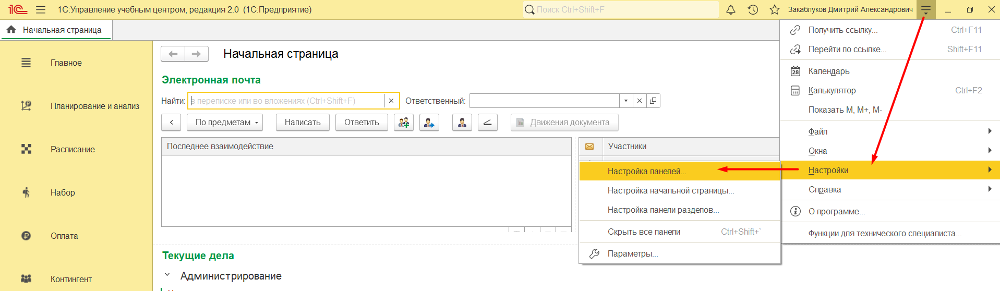 1С:Управление учебным центром, редакция 2.0 (1С:Предприятие)
Поиск Ctrl+Shift+F
Закаблуков Дмитрий Александрович
Начальная страница
Главное
Планирование и анализ
Расписание
Набор
Оплата
Контингент
Начальная страница
Электронная почта
Найти: в переписке или во вложениях (Ctrl+Shift+F)
Ответственный:
По предметам
Написать
Ответить
Движения документа
Последнее взаимодействие
Участники
Текущие дела
Администрирование
Получить ссылку... Ctrl+F11
Перейти по ссылке... Shift+F11
28 Календарь
Калькулятор Ctrl+F2
Показать M, M+, M-
Файл
Окна
Настройки
Справка
О программе...
Функции для технического специалиста...
Настройка панелей...
Настройка начальной страницы...
Настройка панели разделов...
Скрыть все панели Ctrl+Shift+`
Параметры...